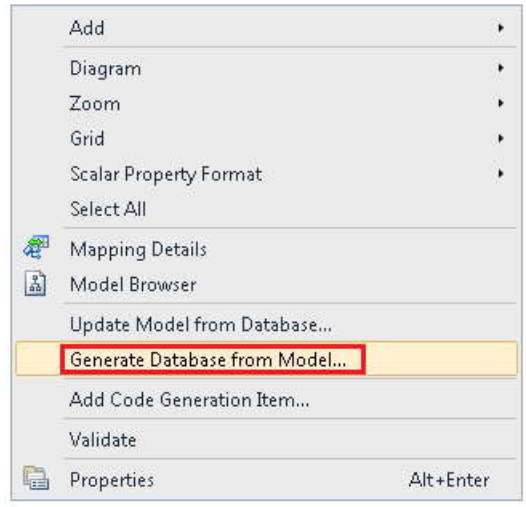 Add
Diagram
Zoom
Grid
Scalar Property Format
Select All
Mapping Details
Model Browser
Update Model from Database...
Generate Database from Model...
Add Code Generation Item...
Validate
Properties Alt+Enter